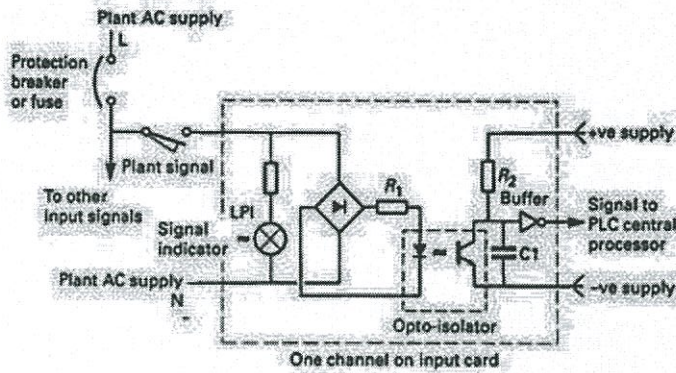 Plant AC supply
L
Protection
breaker
or fuse
Plant signal
To other
input signals
+ve supply
R2
Buffer
Signal to
PLC central
processor
R1
LPI
Signal
indicator
C1
Plant AC supply
N
-ve supply
Opto-isolator
One channel on input card